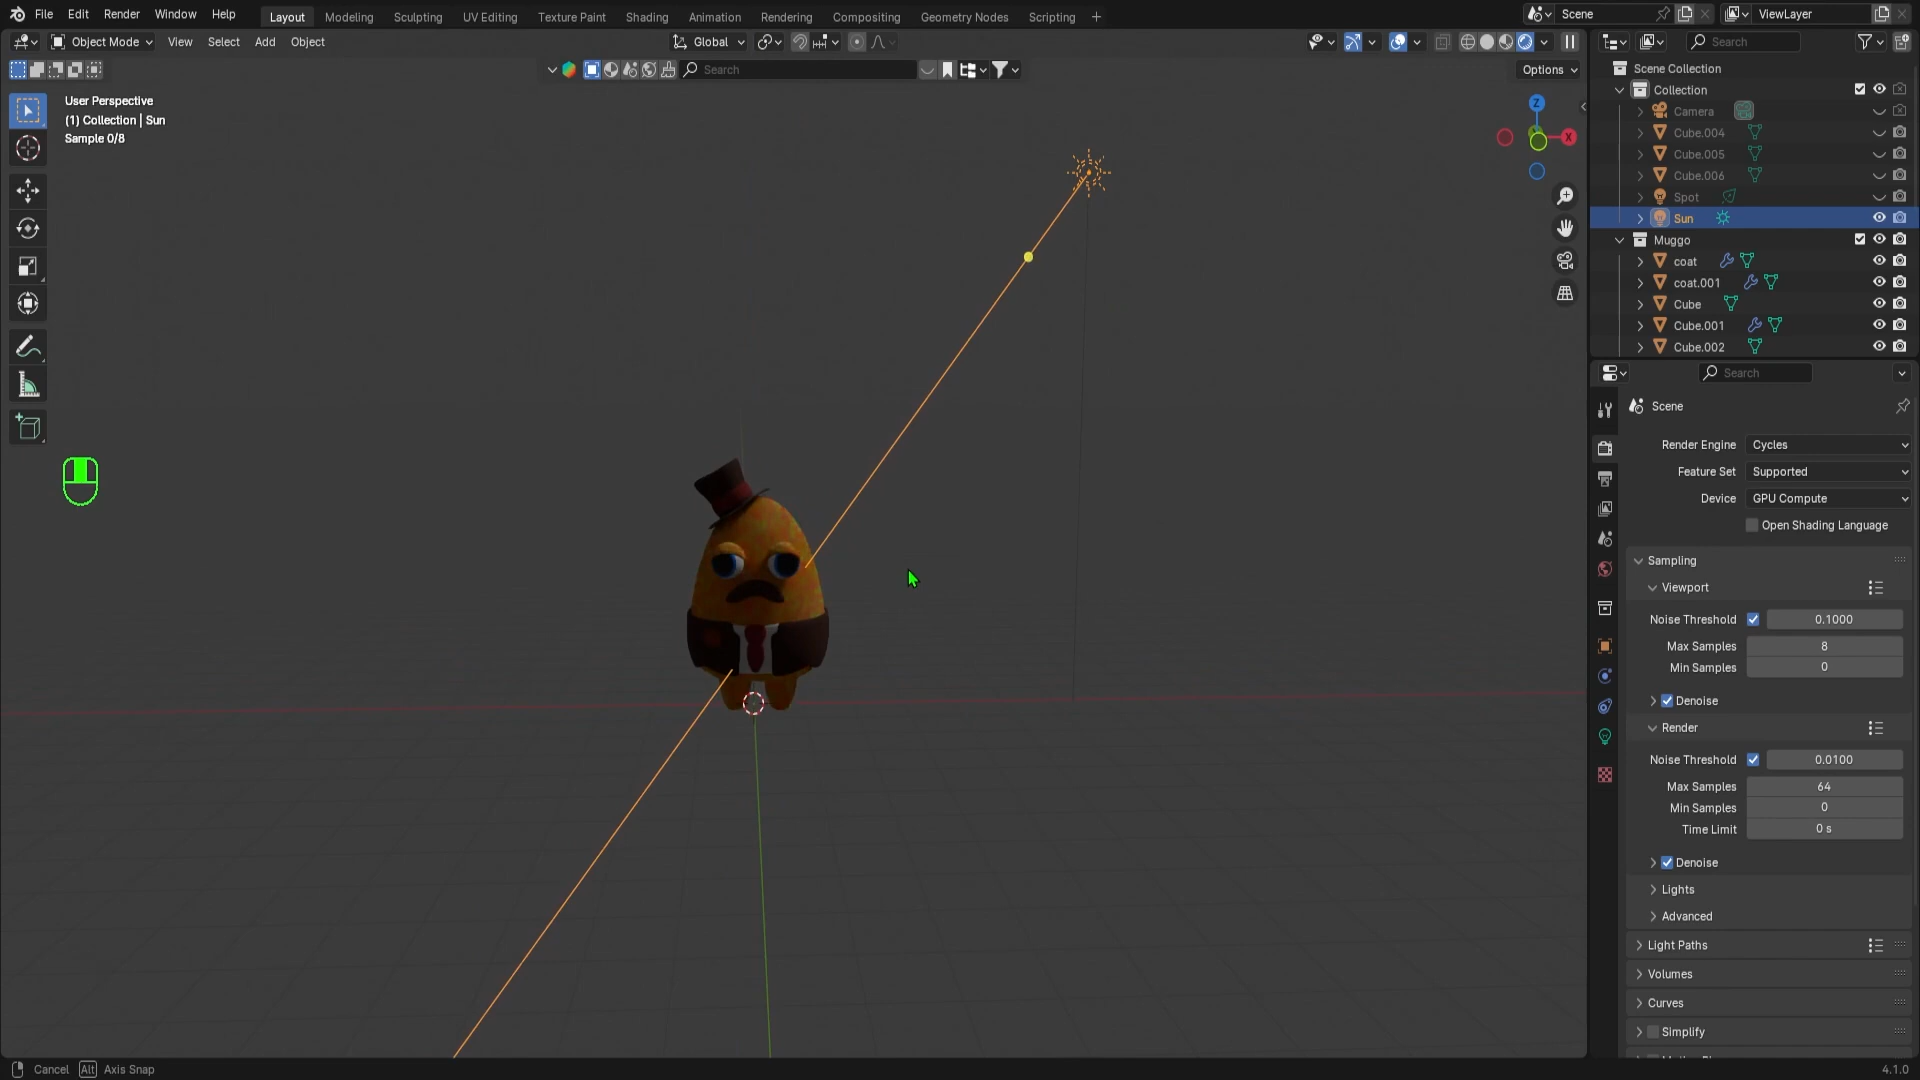 File Edit Render Window Help
Layout Modeling Sculpting UV Editing Texture Paint Shading Animation Rendering Compositing Geometry Nodes Scripting +
Scene
ViewLayer
Object Mode View Select Add Object
Global
Search
Search
Options
User Perspective
(1) Collection | Sun
Sample 0/8
Z
X
Scene Collection
Collection
Camera
Cube.004
Cube.005
Cube.006
Spot
Sun
Muggo
coat
coat.001
Cube
Cube.001
Cube.002
Search
Scene
Render Engine Cycles
Feature Set Supported
Device GPU Compute
Open Shading Language
Sampling
Viewport
Noise Threshold 0.1000
Max Samples 8
Min Samples 0
Denoise
Render
Noise Threshold 0.0100
Max Samples 64
Min Samples 0
Time Limit 0 s
Denoise
Lights
Advanced
Light Paths
Volumes
Curves
Simplify
Cancel Alt Axis Snap
4.1.0